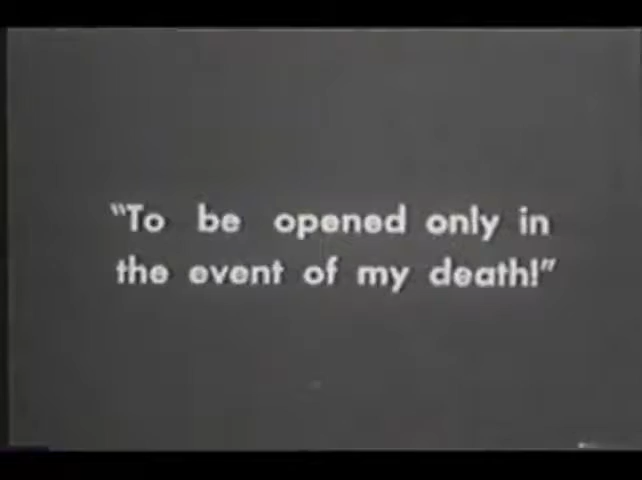 "To be opened only in
the event of my death!"